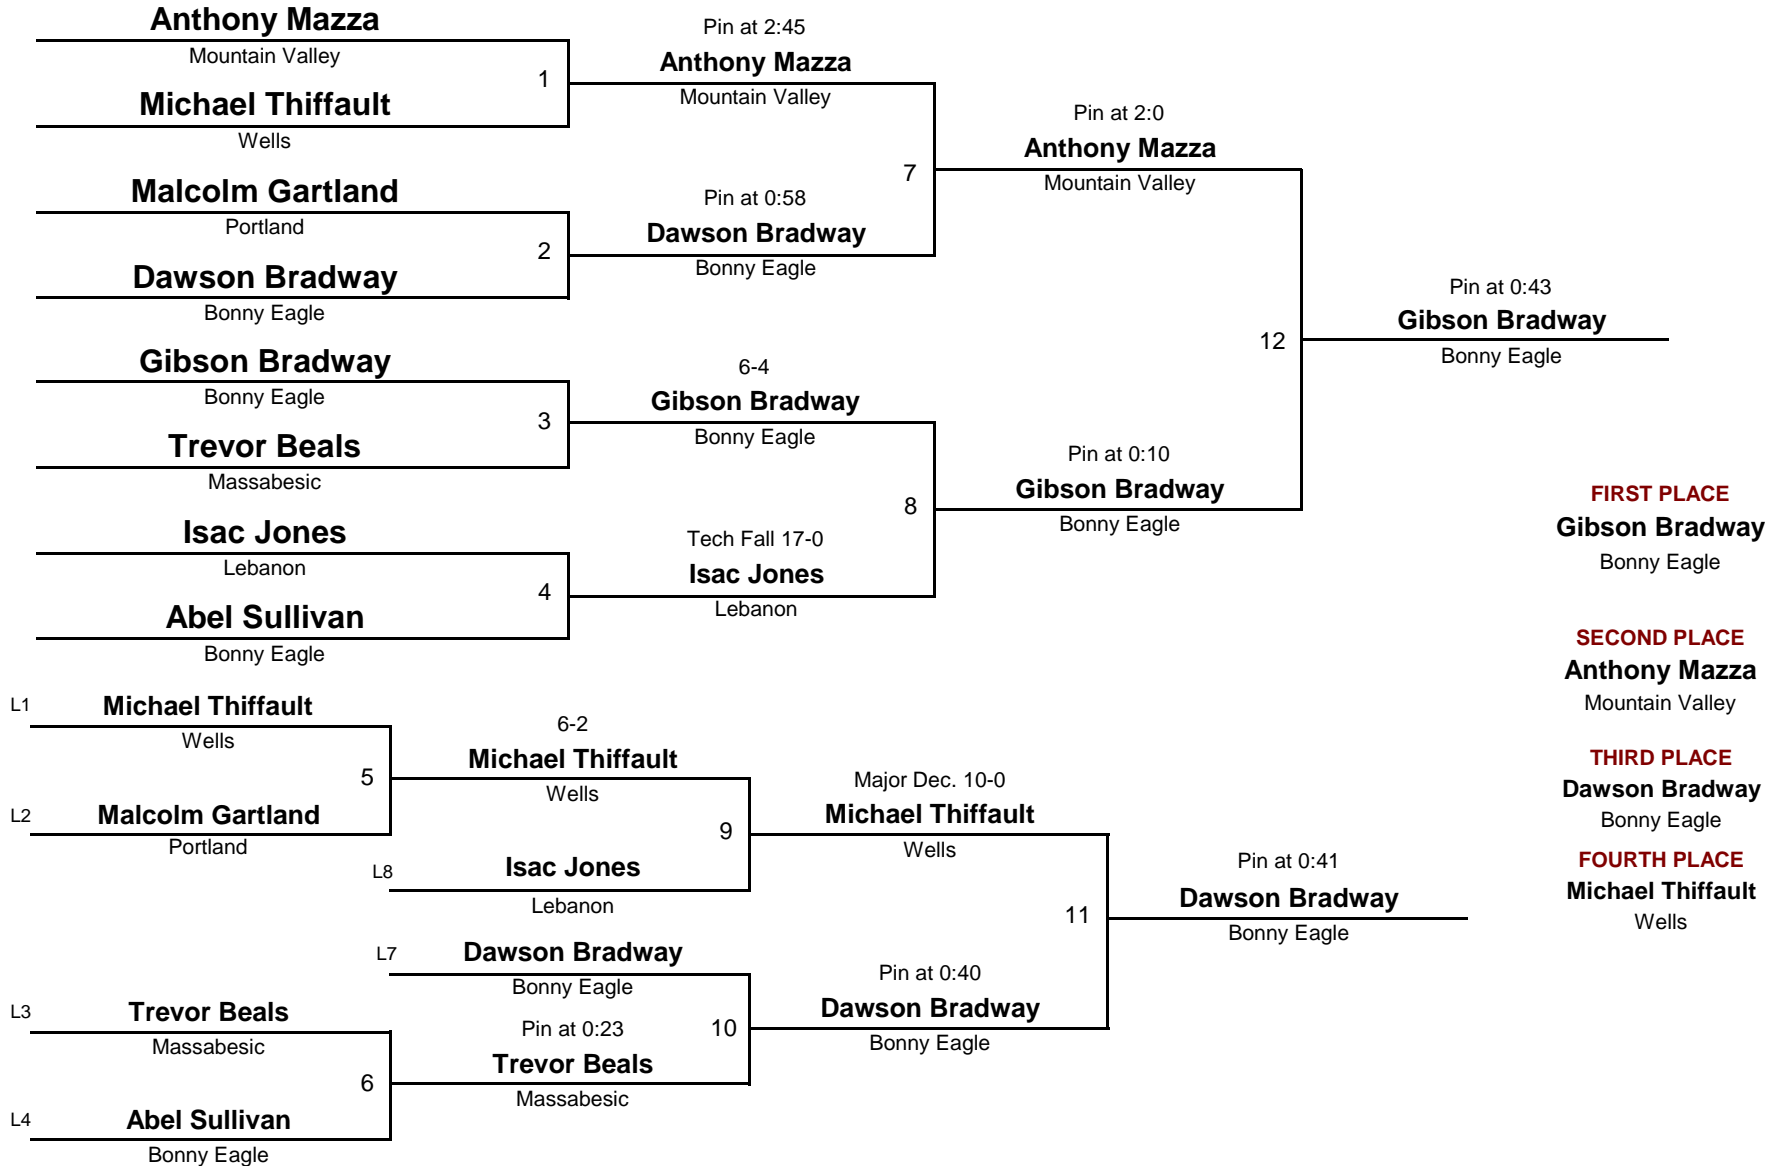 Anthony Mazza
Mountain Valley
1
Michael Thiffault
Wells
Malcolm Gartland
Portland
2
Dawson Bradway
Bonny Eagle
Gibson Bradway
Bonny Eagle
3
Trevor Beals
Massabesic
Isac Jones
Lebanon
4
Abel Sullivan
Bonny Eagle
Pin at 2:45
Anthony Mazza
Mountain Valley
7
Pin at 0:58
Dawson Bradway
Bonny Eagle
6-4
Gibson Bradway
Bonny Eagle
8
Tech Fall 17-0
Isac Jones
Lebanon
Pin at 2:0
Anthony Mazza
Mountain Valley
12
Pin at 0:10
Gibson Bradway
Bonny Eagle
Pin at 0:43
Gibson Bradway
Bonny Eagle
L1
Michael Thiffault
Wells
5
L2
Malcolm Gartland
Portland
6-2
Michael Thiffault
Wells
9
L8
Isac Jones
Lebanon
L7
Dawson Bradway
Bonny Eagle
10
L3
Trevor Beals
Massabesic
6
L4
Abel Sullivan
Bonny Eagle
Pin at 0:23
Trevor Beals
Massabesic
Major Dec. 10-0
Michael Thiffault
Wells
11
Pin at 0:40
Dawson Bradway
Bonny Eagle
Pin at 0:41
Dawson Bradway
Bonny Eagle
FIRST PLACE
Gibson Bradway
Bonny Eagle
SECOND PLACE
Anthony Mazza
Mountain Valley
THIRD PLACE
Dawson Bradway
Bonny Eagle
FOURTH PLACE
Michael Thiffault
Wells